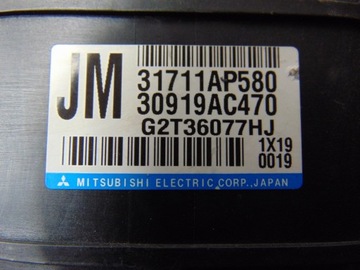 JM
31711AP580
30919AC470
G2T36077HJ
1X19
0019
MITSUBISHI ELECTRIC CORP., JAPAN